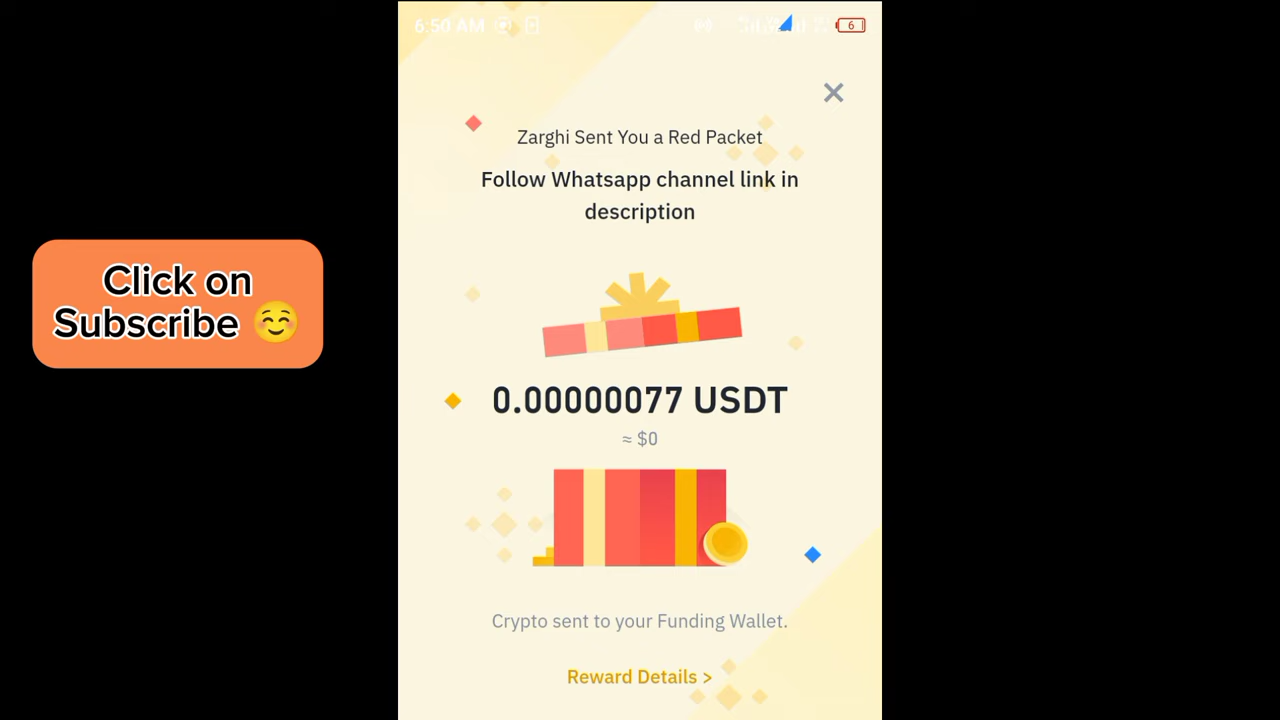 6:50 AM
6
Zarghi Sent You a Red Packet
Follow Whatsapp channel link in
description
Click on
Subscribe ☺️
0.00000077 USDT
≈ $0
Crypto sent to your Funding Wallet.
Reward Details >